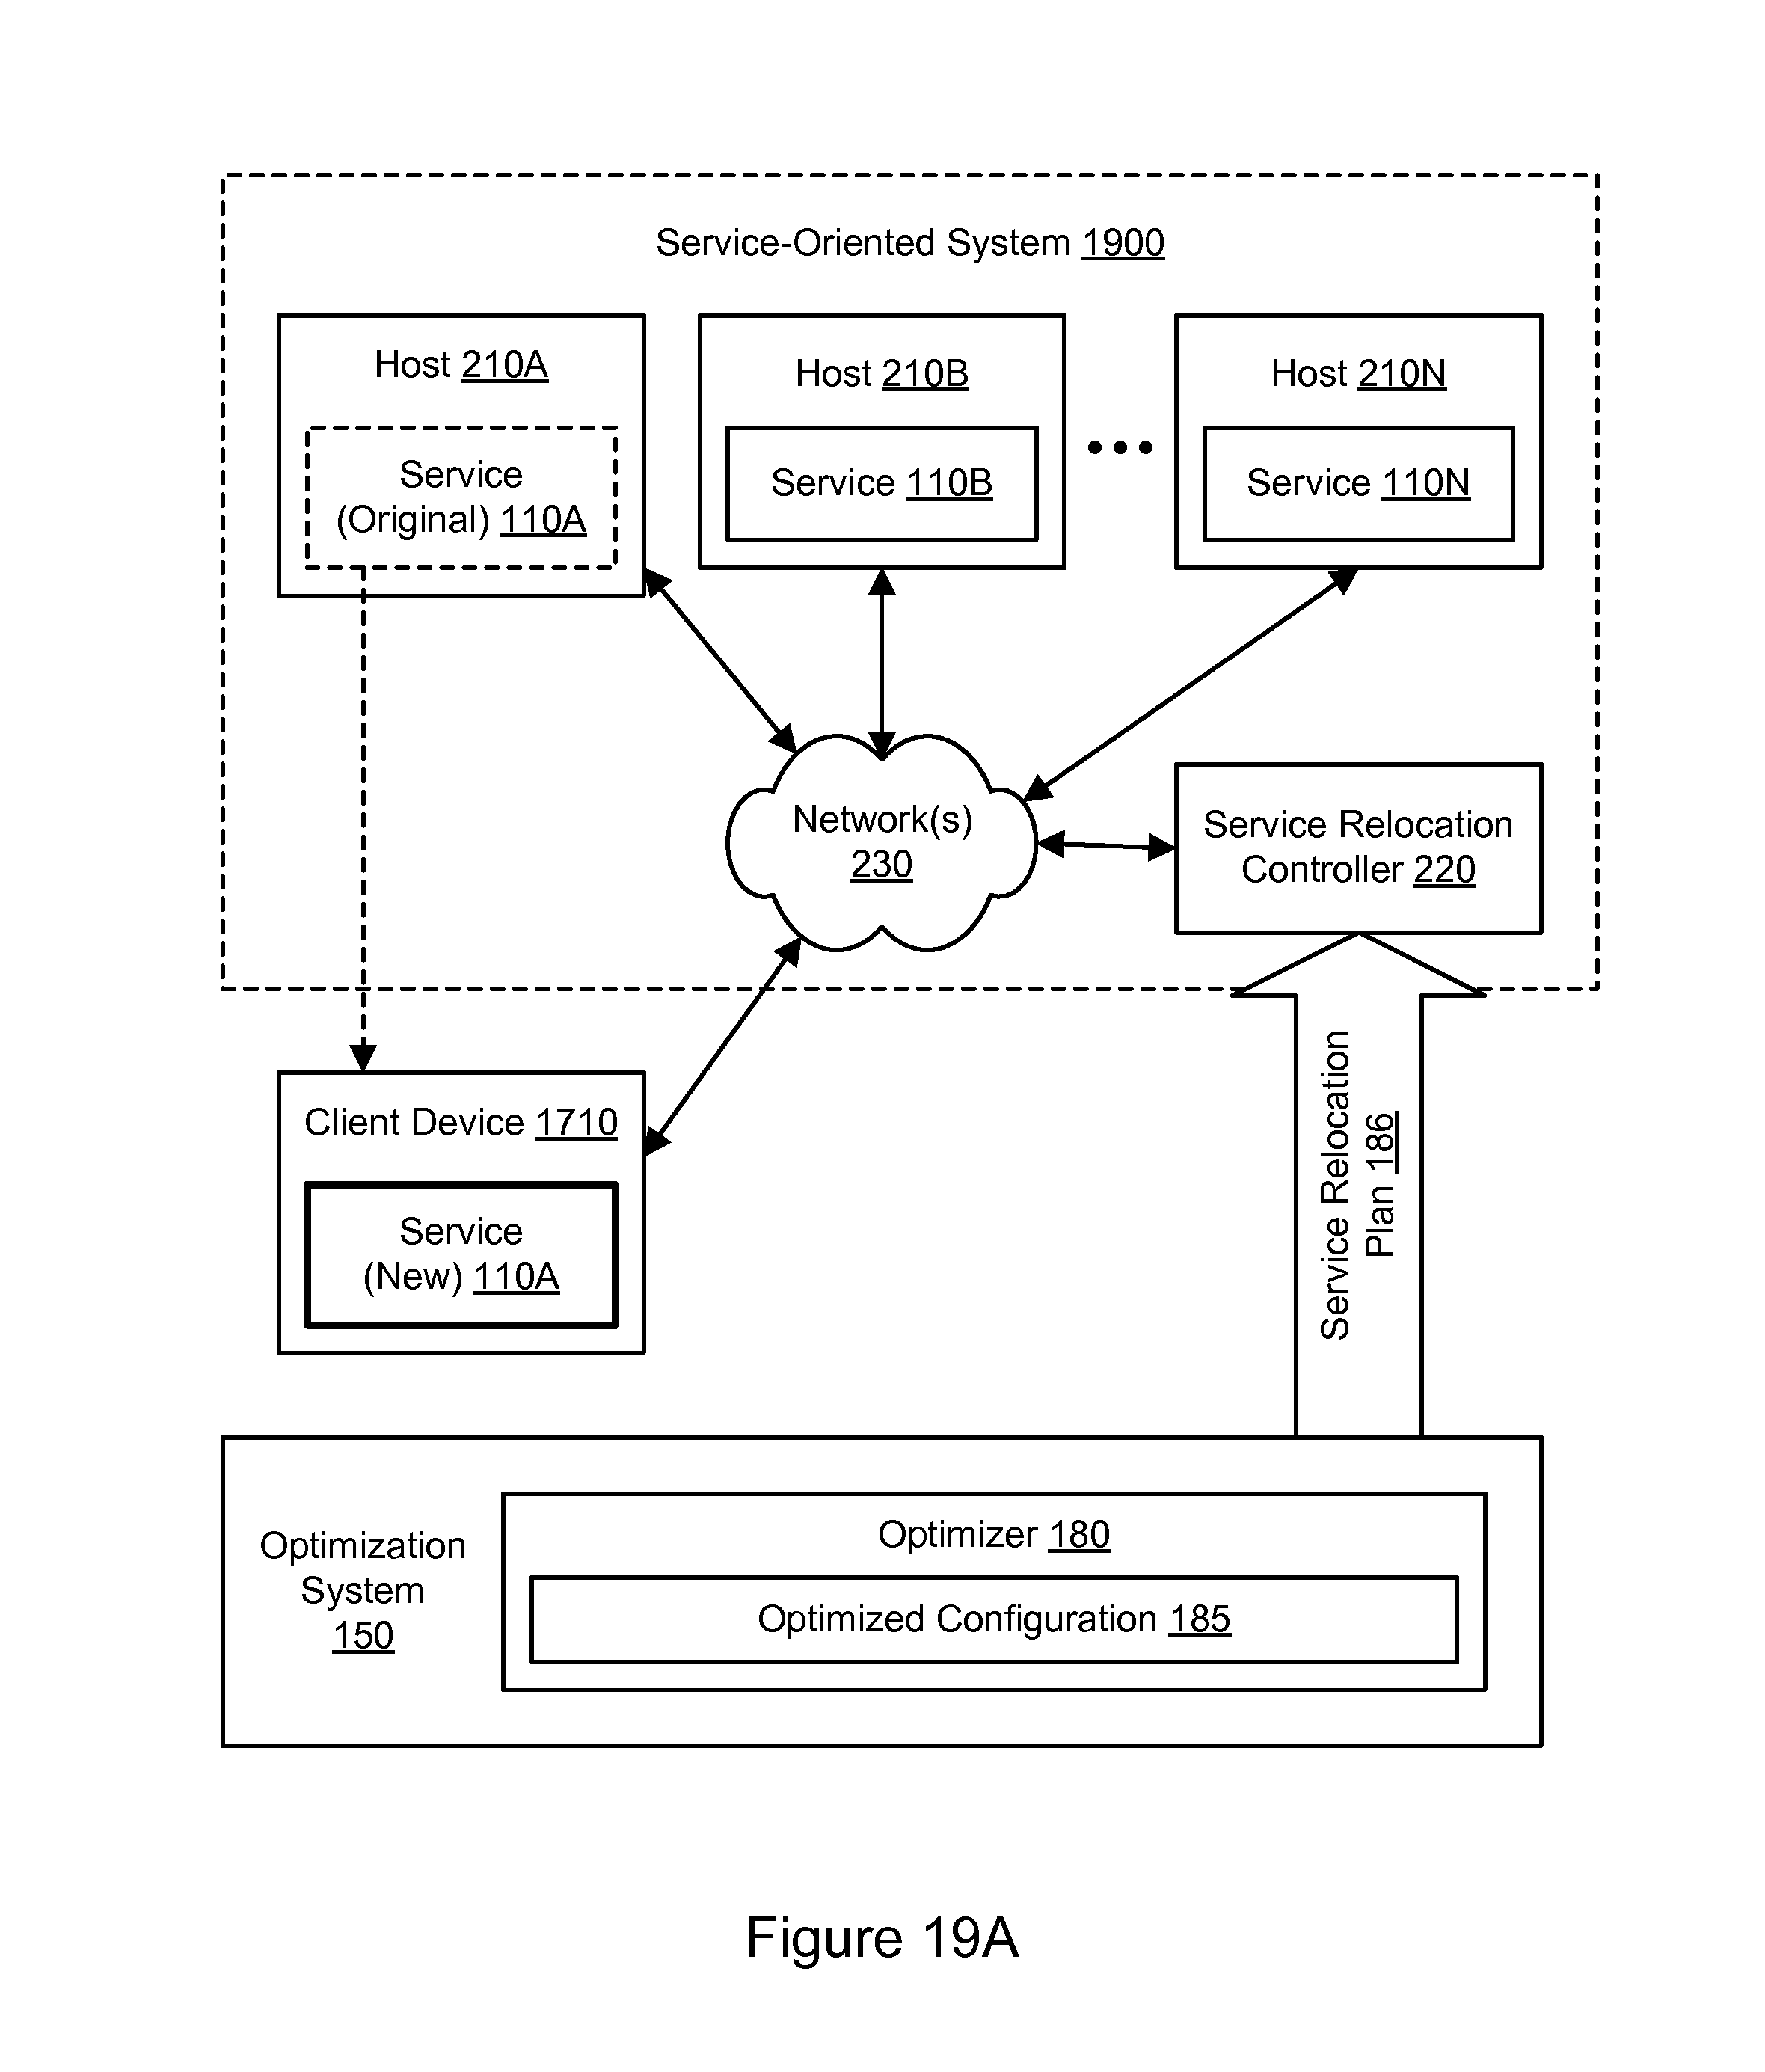 Service-Oriented System 1900
Host 210A
Service
(Original) 110A
Host 210B
Service 110B
Host 210N
Service 110N
Network(s)
230
Service Relocation
Controller 220
Client Device 1710
Service
(New) 110A
Service Relocation
Plan 186
Optimization
System
150
Optimizer 180
Optimized Configuration 185
Figure 19A